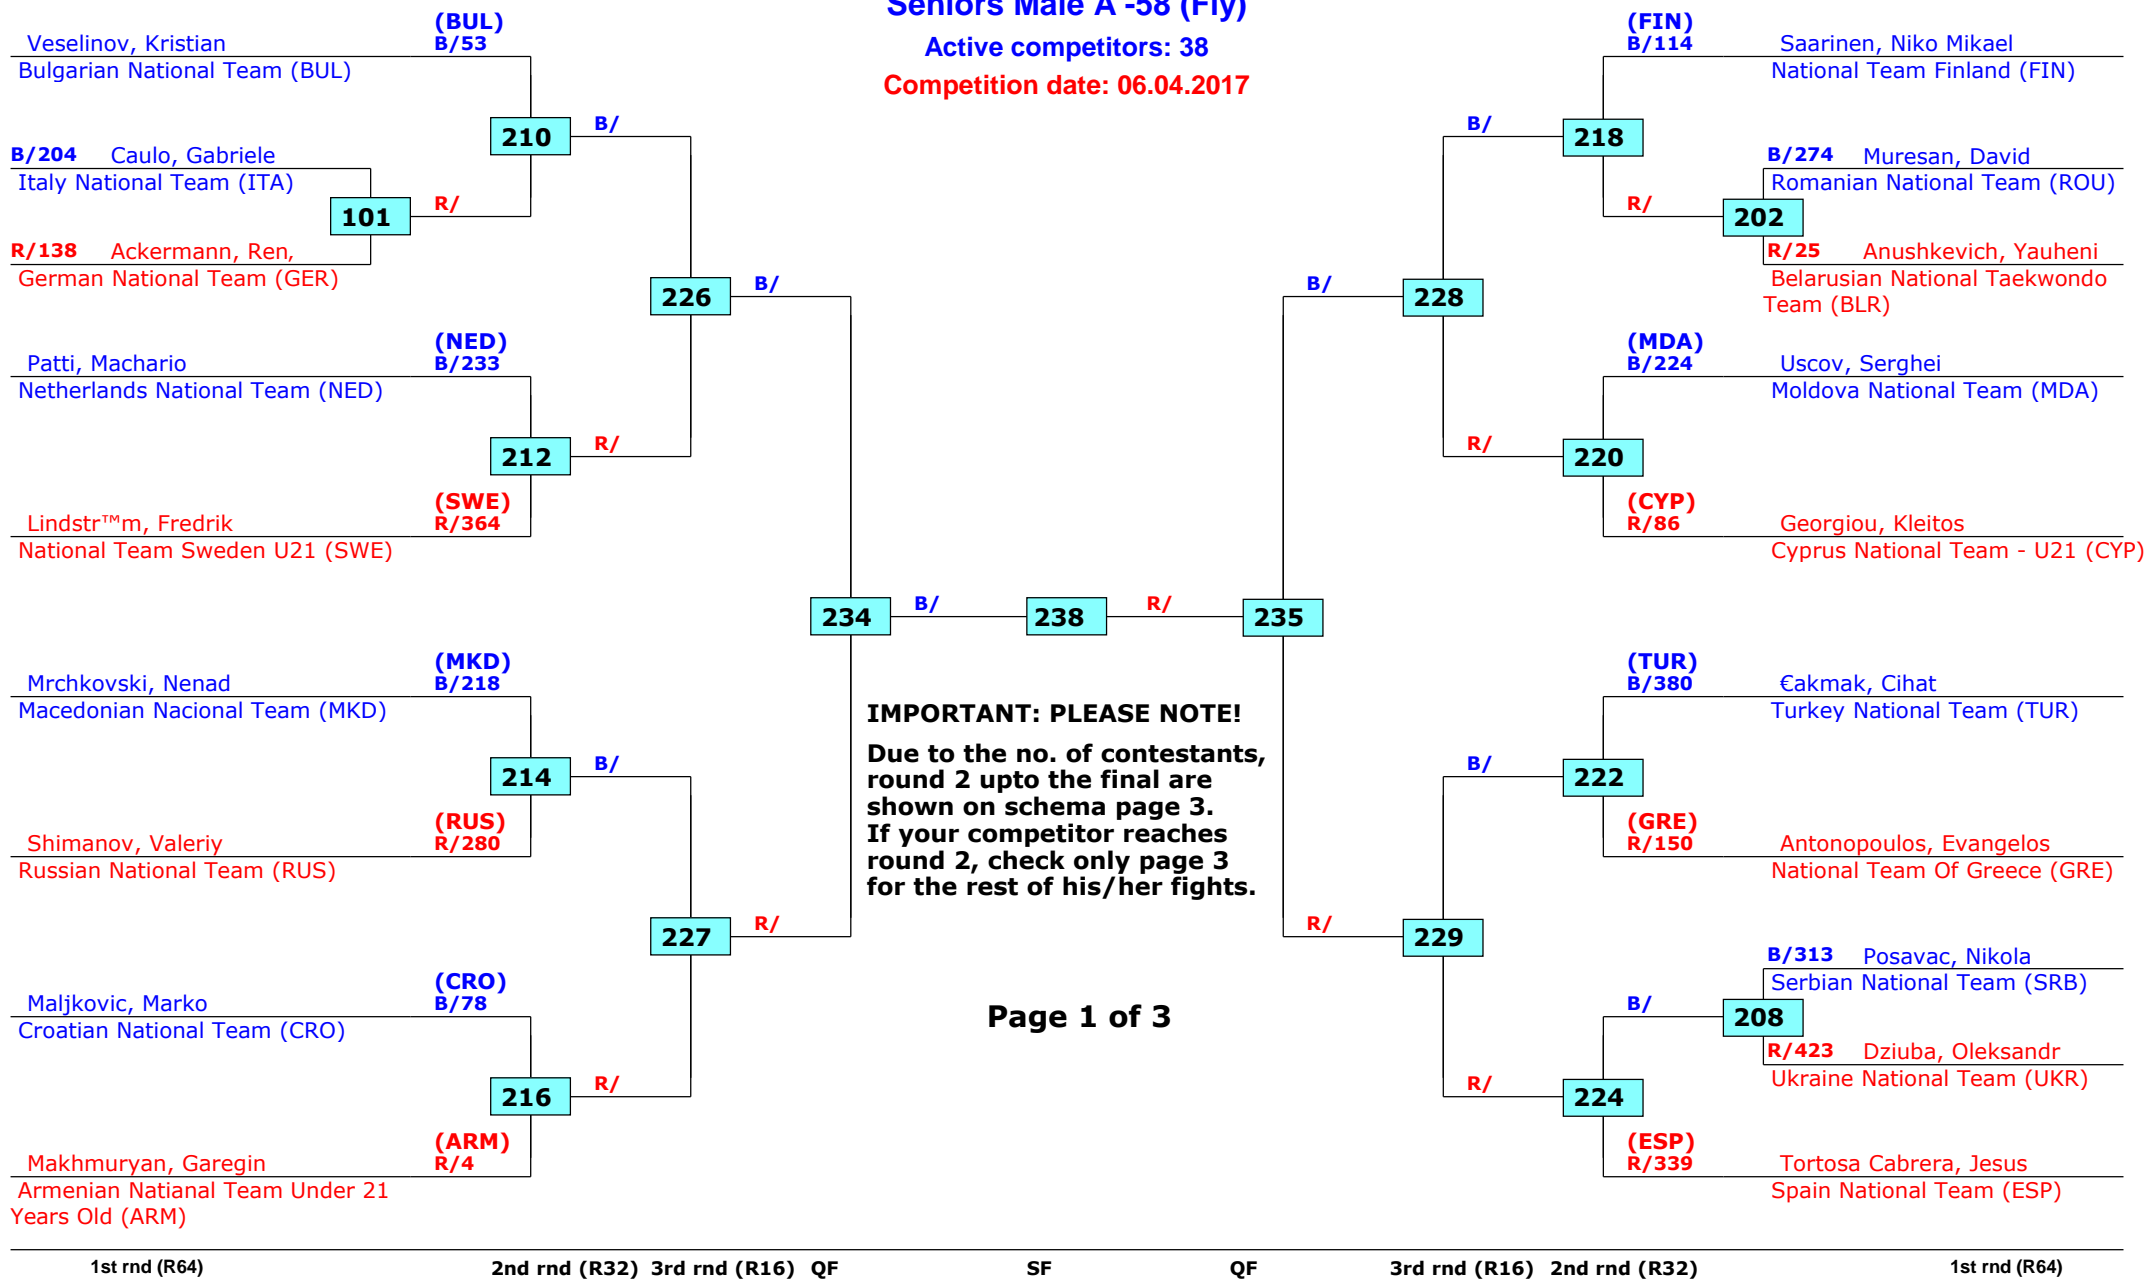 Seniors Male A -58 (Fly)
Active competitors: 38
Competition date: 06.04.2017
(BUL)
Veselinov, Kristian B/53
Bulgarian National Team (BUL)
210
B/
B/204 Caulo, Gabriele
Italy National Team (ITA)
101
R/
R/138 Ackermann, Ren,
German National Team (GER)
226
B/
(NED)
Patti, Machario B/233
Netherlands National Team (NED)
212
R/
(SWE)
Lindstr™m, Fredrik R/364
National Team Sweden U21 (SWE)
234
B/
238
R/
235
(MKD)
Mrchkovski, Nenad B/218
Macedonian Nacional Team (MKD)
214
B/
(RUS)
Shimanov, Valeriy R/280
Russian National Team (RUS)
227
R/
(CRO)
Maljkovic, Marko B/78
Croatian National Team (CRO)
216
R/
(ARM)
Makhmuryan, Garegin R/4
Armenian Natianal Team Under 21
Years Old (ARM)
IMPORTANT: PLEASE NOTE!
Due to the no. of contestants,
round 2 upto the final are
shown on schema page 3.
If your competitor reaches
round 2, check only page 3
for the rest of his/her fights.
Page 1 of 3
(FIN)
B/114 Saarinen, Niko Mikael
National Team Finland (FIN)
B/
218
B/274 Muresan, David
Romanian National Team (ROU)
R/
202
R/25 Anushkevich, Yauheni
Belarusian National Taekwondo
Team (BLR)
B/
228
(MDA)
B/224 Uscov, Serghei
Moldova National Team (MDA)
R/
220
(CYP)
R/86 Georgiou, Kleitos
Cyprus National Team - U21 (CYP)
(TUR)
B/380 €akmak, Cihat
Turkey National Team (TUR)
B/
222
(GRE)
R/150 Antonopoulos, Evangelos
National Team Of Greece (GRE)
R/
229
B/313 Posavac, Nikola
Serbian National Team (SRB)
B/
208
R/423 Dziuba, Oleksandr
Ukraine National Team (UKR)
R/
224
(ESP)
R/339 Tortosa Cabrera, Jesus
Spain National Team (ESP)
1st rnd (R64) 2nd rnd (R32) 3rd rnd (R16) QF SF QF 3rd rnd (R16) 2nd rnd (R32) 1st rnd (R64)